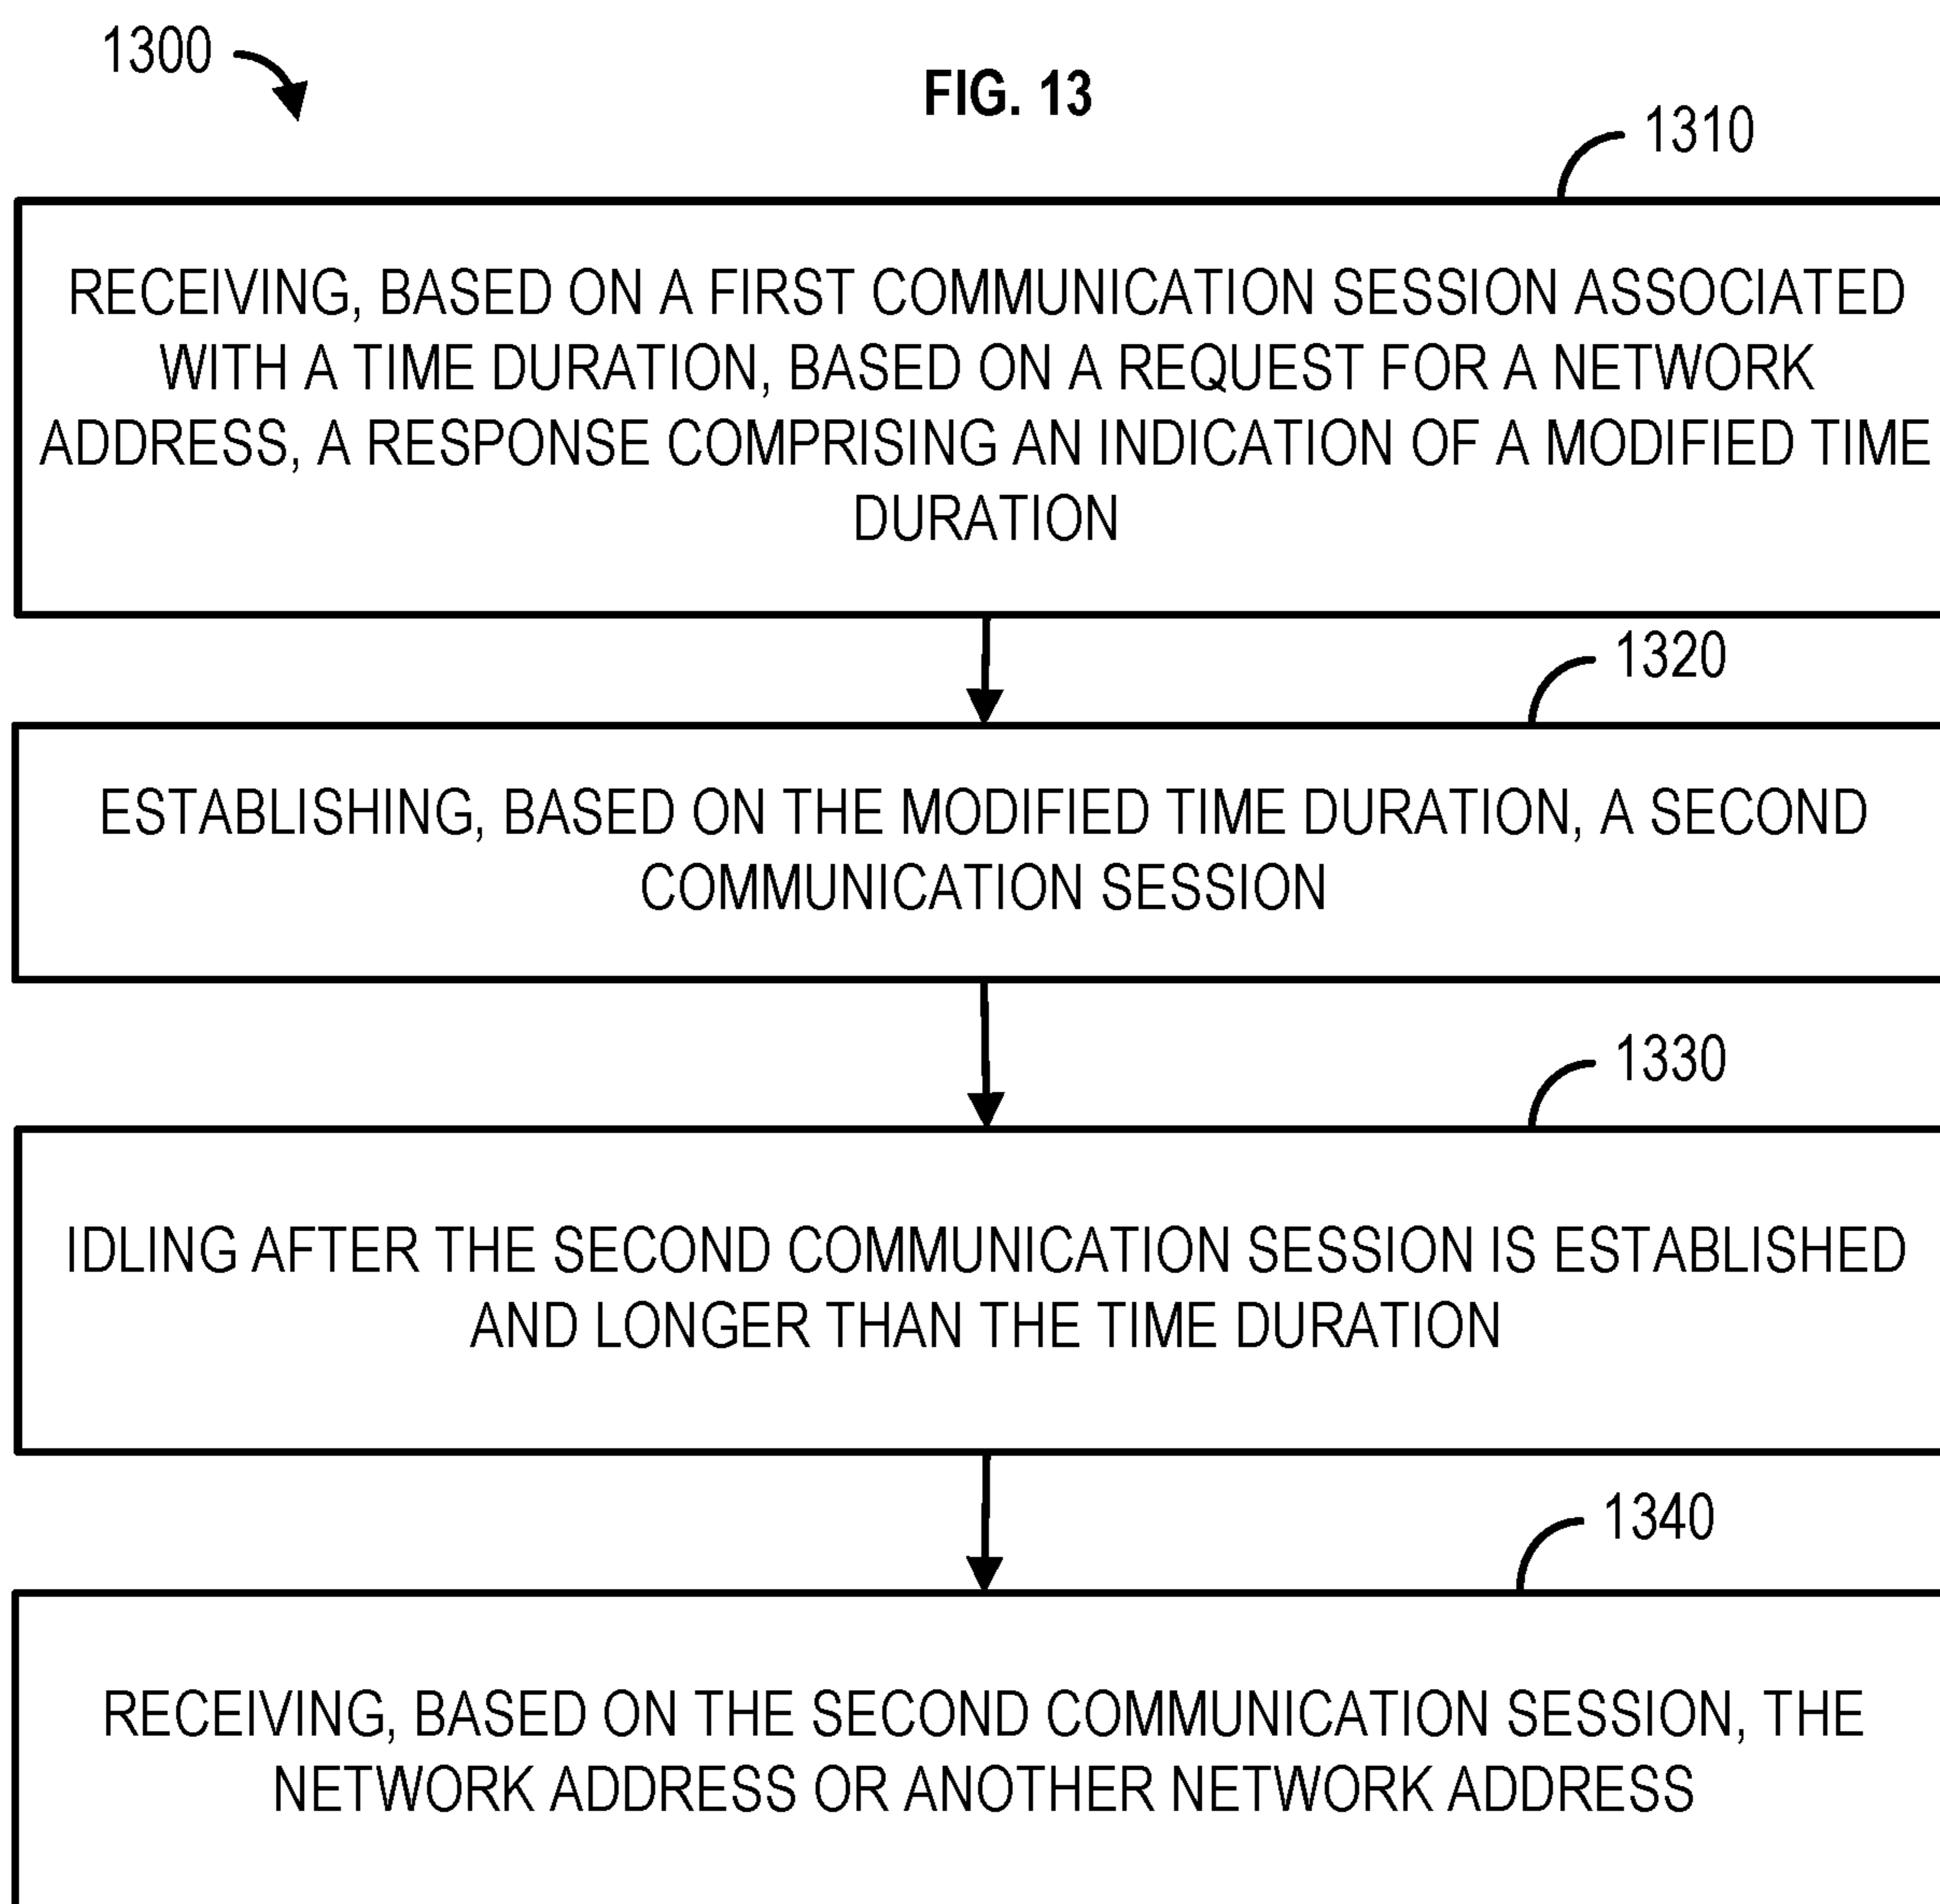 1300
FIG. 13
1310
RECEIVING, BASED ON A FIRST COMMUNICATION SESSION ASSOCIATED
WITH A TIME DURATION, BASED ON A REQUEST FOR A NETWORK
ADDRESS, A RESPONSE COMPRISING AN INDICATION OF A MODIFIED TIME
DURATION
1320
ESTABLISHING, BASED ON THE MODIFIED TIME DURATION, A SECOND
COMMUNICATION SESSION
1330
IDLING AFTER THE SECOND COMMUNICATION SESSION IS ESTABLISHED
AND LONGER THAN THE TIME DURATION
1340
RECEIVING, BASED ON THE SECOND COMMUNICATION SESSION, THE
NETWORK ADDRESS OR ANOTHER NETWORK ADDRESS